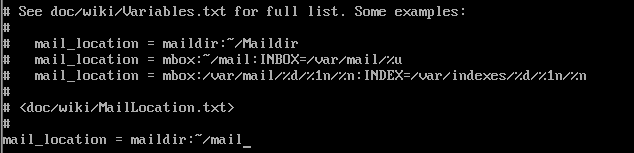 # See doc/wiki/Variables.txt for full list. Some examples:
#
#   mail_location = maildir:~/Maildir
#   mail_location = mbox:~/mail:INBOX=/var/mail/%u
#   mail_location = mbox:/var/mail/%d/%1n/%n:INDEX=/var/indexes/%d/%1n/%n
#
# <doc/wiki/MailLocation.txt>
#
mail_location = maildir:~/mail_